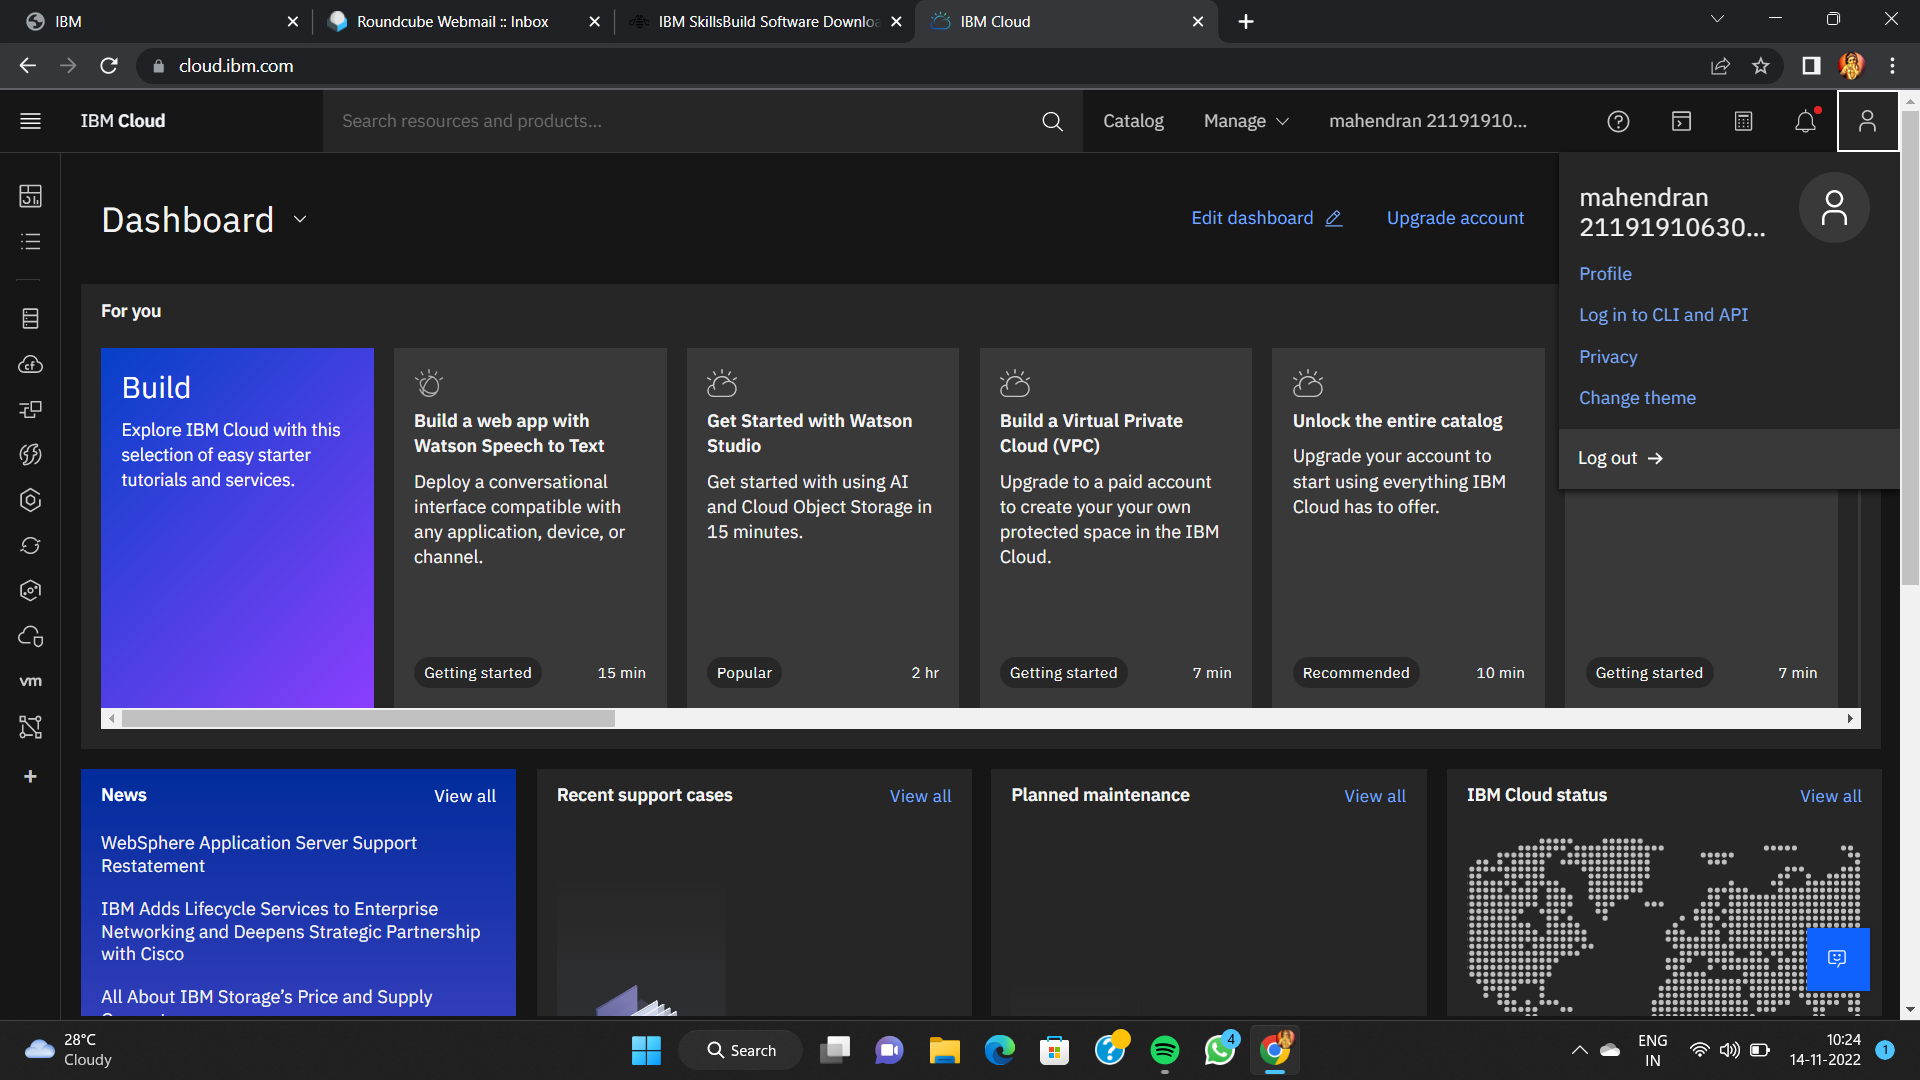 IBM
Roundcube Webmail :: Inbox
IBM SkillsBuild Software Downloa
IBM Cloud
cloud.ibm.com
IBM Cloud
Search resources and products...
Catalog
Manage
mahendran 21191910...
Dashboard
Edit dashboard
Upgrade account
mahendran
21191910630...
Profile
Log in to CLI and API
Privacy
Change theme
Log out
For you
Build
Explore IBM Cloud with this
selection of easy starter
tutorials and services.
Build a web app with
Watson Speech to Text
Deploy a conversational
interface compatible with
any application, device, or
channel.
Getting started
15 min
Get Started with Watson
Studio
Get started with using AI
and Cloud Object Storage in
15 minutes.
Popular
2 hr
Build a Virtual Private
Cloud (VPC)
Upgrade to a paid account
to create your your own
protected space in the IBM
Cloud.
Getting started
7 min
Unlock the entire catalog
Upgrade your account to
start using everything IBM
Cloud has to offer.
Recommended
10 min
Getting started
7 min
vm
News
View all
WebSphere Application Server Support
Restatement
IBM Adds Lifecycle Services to Enterprise
Networking and Deepens Strategic Partnership
with Cisco
All About IBM Storage’s Price and Supply
Recent support cases
View all
Planned maintenance
View all
IBM Cloud status
View all
28°C
Cloudy
Search
4
ENG
IN
10:24
14-11-2022
1